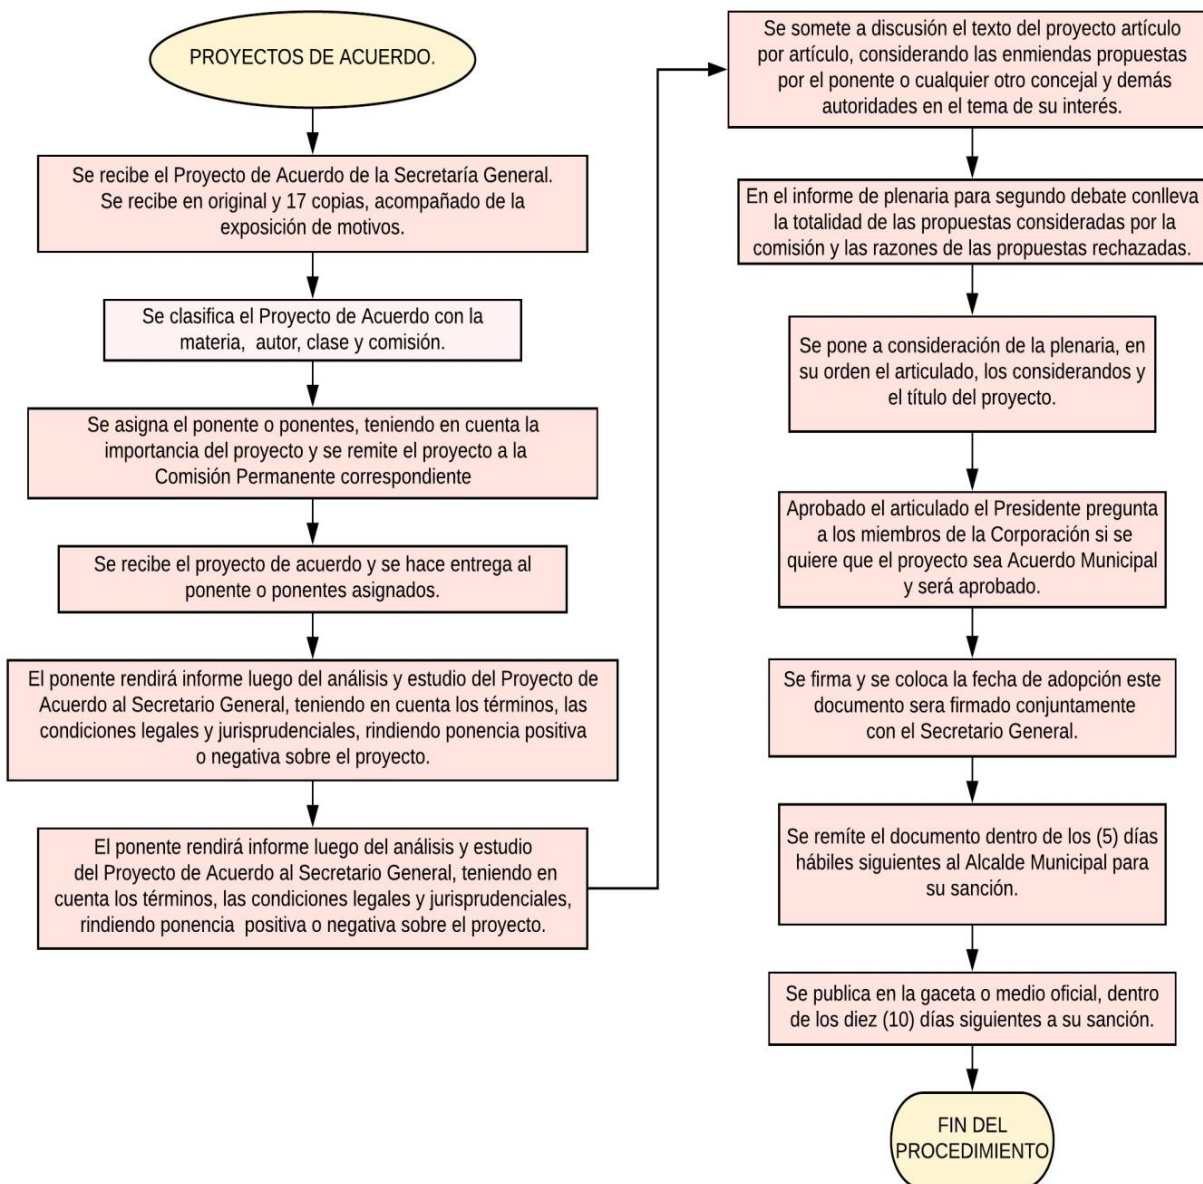 PROYECTOS DE ACUERDO.
Se recibe el Proyecto de Acuerdo de la Secretaría General.
Se recibe en original y 17 copias, acompañado de la
exposición de motivos.
Se clasifica el Proyecto de Acuerdo con la
materia, autor, clase y comisión.
Se asigna el ponente o ponentes, teniendo en cuenta la
importancia del proyecto y se remite el proyecto a la
Comisión Permanente correspondiente
Se recibe el proyecto de acuerdo y se hace entrega al
ponente o ponentes asignados.
El ponente rendirá informe luego del análisis y estudio del Proyecto de
Acuerdo al Secretario General, teniendo en cuenta los términos, las
condiciones legales y jurisprudenciales, rindiendo ponencia positiva
o negativa sobre el proyecto.
El ponente rendirá informe luego del análisis y estudio
del Proyecto de Acuerdo al Secretario General, teniendo en
cuenta los términos, las condiciones legales y jurisprudenciales,
rindiendo ponencia positiva o negativa sobre el proyecto.
Se somete a discusión el texto del proyecto artículo
por artículo, considerando las enmiendas propuestas
por el ponente o cualquier otro concejal y demás
autoridades en el tema de su interés.
En el informe de plenaria para segundo debate conlleva
la totalidad de las propuestas consideradas por la
comisión y las razones de las propuestas rechazadas.
Se pone a consideración de la plenaria, en
su orden el articulado, los considerandos y
el título del proyecto.
Aprobado el articulado el Presidente pregunta
a los miembros de la Corporación si se
quiere que el proyecto sea Acuerdo Municipal
y será aprobado.
Se firma y se coloca la fecha de adopción este
documento sera firmado conjuntamente
con el Secretario General.
Se remíte el documento dentro de los (5) días
hábiles siguientes al Alcalde Municipal para
su sanción.
Se publica en la gaceta o medio oficial, dentro
de los diez (10) días siguientes a su sanción.
FIN DEL
PROCEDIMIENTO